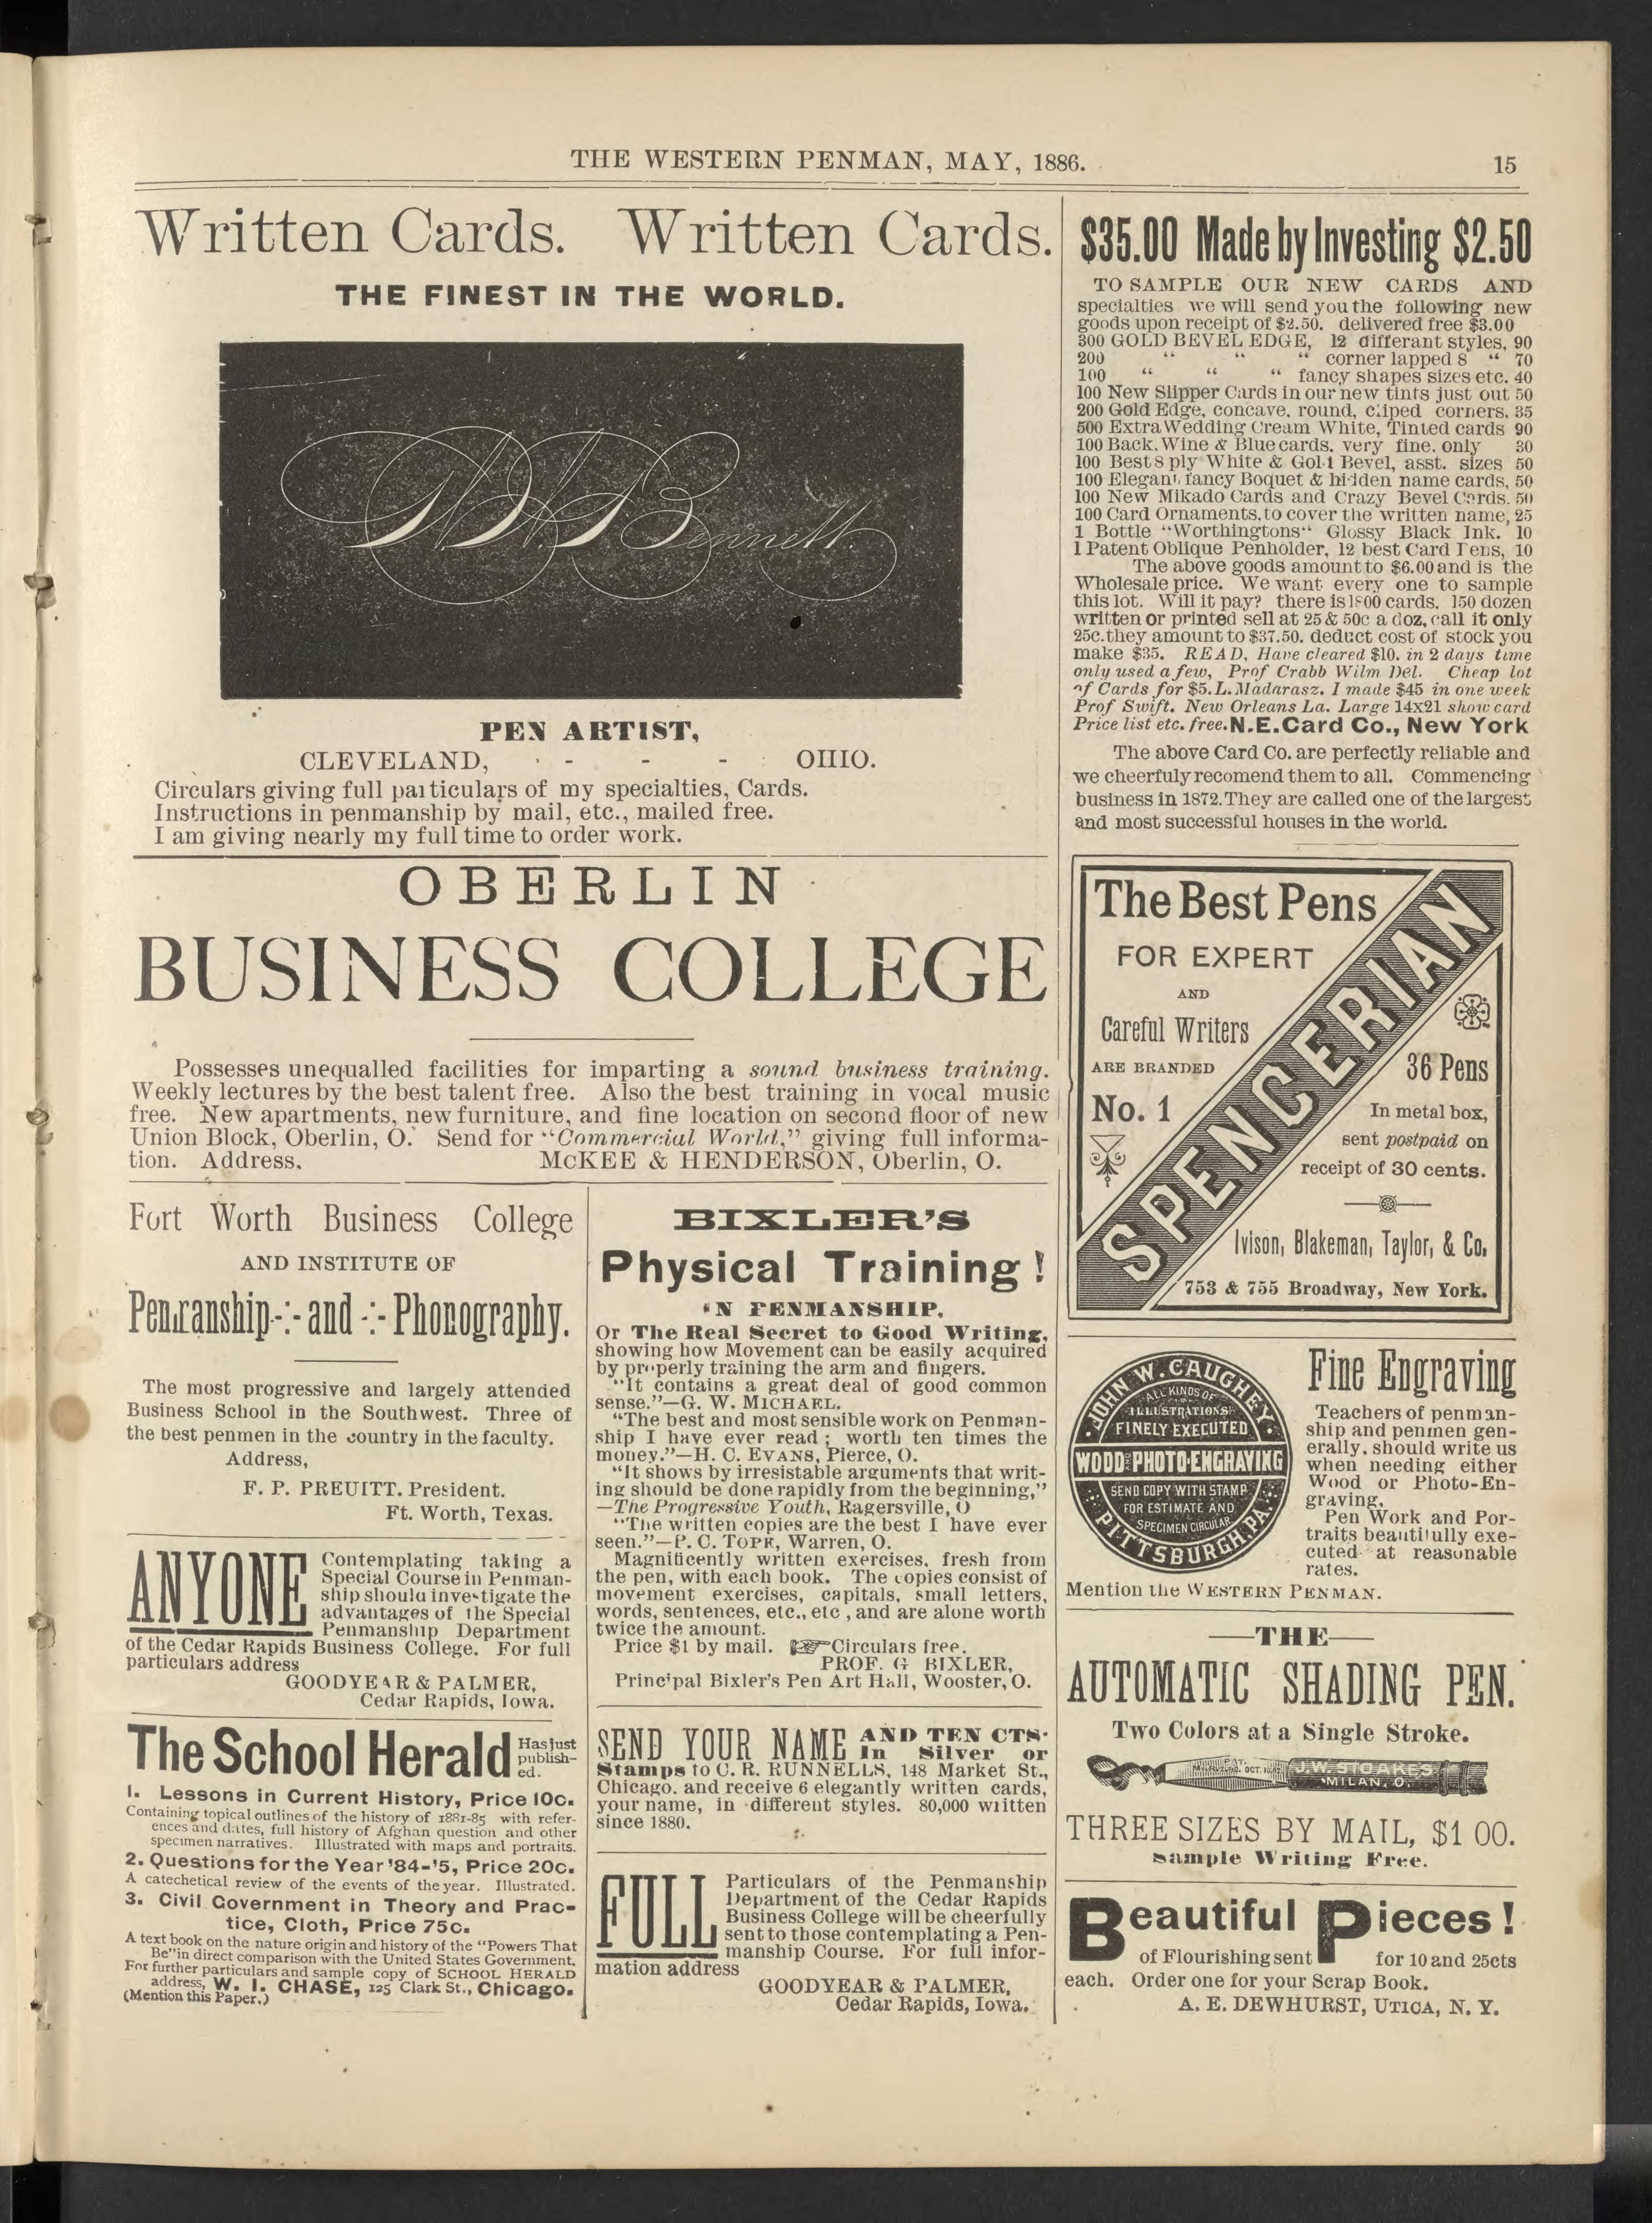 THE WESTERN PENMAN, MAY, 1886.
15
Written Cards. Written Cards.
THE FINEST IN THE WORLD.
Bennett.
PEN ARTIST,
CLEVELAND, - - - OHIO.
Circulars giving full particulars of my specialties, Cards.
Instructions in penmanship by mail, etc., mailed free.
I am giving nearly my full time to order work.
OBERLIN
BUSINESS COLLEGE
Possesses unequalled facilities for imparting a sound business training.
Weekly lectures by the best talent free. Also the best training in vocal music
free. New apartments, new furniture, and fine location on second floor of new
Union Block, Oberlin, O. Send for "Commercial World," giving full informa-
tion. Address. McKEE & HENDERSON, Oberlin, O.
Fort Worth Business College
AND INSTITUTE OF
Penmanship -:- and -:- Phonography.
The most progressive and largely attended
Business School in the Southwest. Three of
the best penmen in the country in the faculty.
Address,
F. P. PREUITT. President.
Ft. Worth, Texas.
ANYONE Contemplating taking a
Special Course in Penman-
ship should investigate the
advantages of the Special
Penmanship Department
of the Cedar Rapids Business College. For full
particulars address
GOODYEAR & PALMER,
Cedar Rapids, Iowa.
The School Herald Has just
publish-
ed.
1. Lessons in Current History, Price 10c.
Containing topical outlines of the history of 1881-85 with refer-
ences and dates, full history of Afghan question and other
specimen narratives. Illustrated with maps and portraits.
2. Questions for the Year '84-'5, Price 20c.
A catechetical review of the events of the year. Illustrated.
3. Civil Government in Theory and Prac-
tice, Cloth, Price 75c.
A text book on the nature origin and history of the "Powers That
Be" in direct comparison with the United States Government.
For further particulars and sample copy of SCHOOL HERALD
address, W. I. CHASE, 125 Clark St., Chicago.
(Mention this Paper.)
BIXLER'S
Physical Training!
IN PENMANSHIP,
Or The Real Secret to Good Writing,
showing how Movement can be easily acquired
by properly training the arm and fingers.
"It contains a great deal of good common
sense."—G. W. MICHAEL.
"The best and most sensible work on Penman-
ship I have ever read; worth ten times the
money."—H. C. EVANS, Pierce, O.
"It shows by irresistable arguments that writ-
ing should be done rapidly from the beginning,"
—The Progressive Youth, Ragersville, O
"The written copies are the best I have ever
seen."—P. C. TOPE, Warren, O.
Magnificently written exercises, fresh from
the pen, with each book. The copies consist of
movement exercises, capitals, small letters,
words, sentences, etc., etc , and are alone worth
twice the amount.
Price $1 by mail. ☞Circulars free.
PROF. G BIXLER,
Principal Bixler's Pen Art Hall, Wooster, O.
SEND YOUR NAME AND TEN CTS.
In Silver or
Stamps to C. R. RUNNELLS, 148 Market St.,
Chicago. and receive 6 elegantly written cards,
your name, in different styles. 80,000 written
since 1880.
FULL Particulars of the Penmanship
Department of the Cedar Rapids
Business College will be cheerfully
sent to those contemplating a Pen-
manship Course. For full infor-
mation address
GOODYEAR & PALMER,
Cedar Rapids, Iowa.
$35.00 Made by Investing $2.50
TO SAMPLE OUR NEW CARDS AND
specialties we will send you the following new
goods upon receipt of $2.50. delivered free $3.00
300 GOLD BEVEL EDGE, 12 differant styles, 90
200 " " " corner lapped 8 " 70
100 " " " fancy shapes sizes etc. 40
100 New Slipper Cards in our new tints just out 50
200 Gold Edge, concave, round, cliped corners. 35
500 Extra Wedding Cream White, Tinted cards 90
100 Back. Wine & Blue cards, very fine. only 30
100 Best 8 ply White & Gold Bevel, asst. sizes 50
100 Elegant, fancy Boquet & hidden name cards, 50
100 New Mikado Cards and Crazy Bevel Cards. 50
100 Card Ornaments, to cover the written name, 25
1 Bottle "Worthingtons" Glossy Black Ink. 10
1 Patent Oblique Penholder, 12 best Card Pens, 10
The above goods amount to $6.00 and is the
Wholesale price. We want every one to sample
this lot. Will it pay? there is 1800 cards, 150 dozen
written or printed sell at 25 & 50c a doz, call it only
25c. they amount to $37.50. deduct cost of stock you
make $35. READ, Have cleared $10. in 2 days time
only used a few, Prof Crabb Wilm Del. Cheap lot
of Cards for $5. L. Madarasz. I made $45 in one week
Prof Swift. New Orleans La. Large 14x21 show card
Price list etc. free. N.E.Card Co., New York
The above Card Co. are perfectly reliable and
we cheerfuly recomend them to all. Commencing
business in 1872. They are called one of the largest
and most successful houses in the world.
The Best Pens
FOR EXPERT
AND
Careful Writers
ARE BRANDED
No. 1
SPENCERIAN
36 Pens
In metal box,
sent postpaid on
receipt of 30 cents.
Ivison, Blakeman, Taylor, & Co.
753 & 755 Broadway, New York.
JOHN W. CAUGHEY
ALL KINDS OF
ILLUSTRATIONS
FINELY EXECUTED
WOOD AND PHOTO-ENGRAVING
SEND COPY WITH STAMP
FOR ESTIMATE AND
SPECIMEN CIRCULAR
PITTSBURGH, PA.
Fine Engraving
Teachers of penman-
ship and penmen gen-
erally, should write us
when needing either
Wood or Photo-En-
graving.
Pen Work and Por-
traits beautifully exe-
cuted at reasonable
rates.
Mention the WESTERN PENMAN.
—THE—
AUTOMATIC SHADING PEN.
Two Colors at a Single Stroke.
PAT.
OCT.
J.W. STOAKES
MILAN, O.
THREE SIZES BY MAIL, $1 00.
Sample Writing Free.
Beautiful Pieces!
of Flourishing sent for 10 and 25cts
each. Order one for your Scrap Book.
A. E. DEWHURST, UTICA, N. Y.